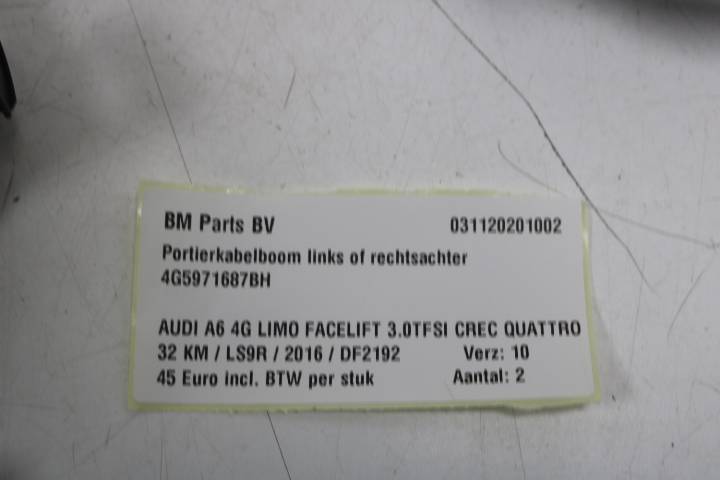 BM Parts BV 031120201002
Portierkabelboom links of rechtsachter
4G5971687BH
AUDI A6 4G LIMO FACELIFT 3.0TFSI CREC QUATTRO
32 KM / LS9R / 2016 / DF2192 Verz: 10
45 Euro incl. BTW per stuk Aantal: 2